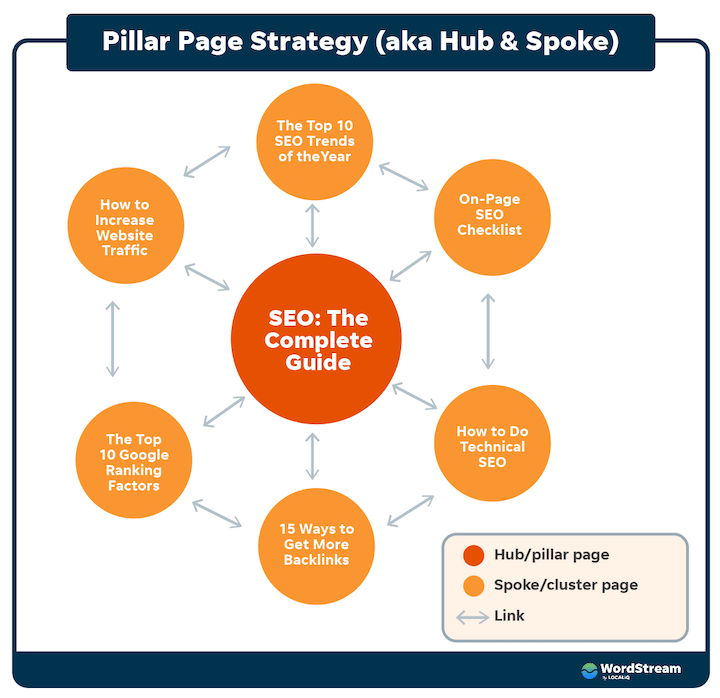 Pillar Page Strategy (aka Hub & Spoke)
The Top 10
SEO Trends
of the Year
How to
Increase
Website
Traffic
On-Page
SEO
Checklist
SEO: The
Complete
Guide
The Top
10 Google
Ranking
Factors
How to Do
Technical
SEO
15 Ways to
Get More
Backlinks
Hub/pillar page
Spoke/cluster page
Link
WordStream
by LOCALiQ